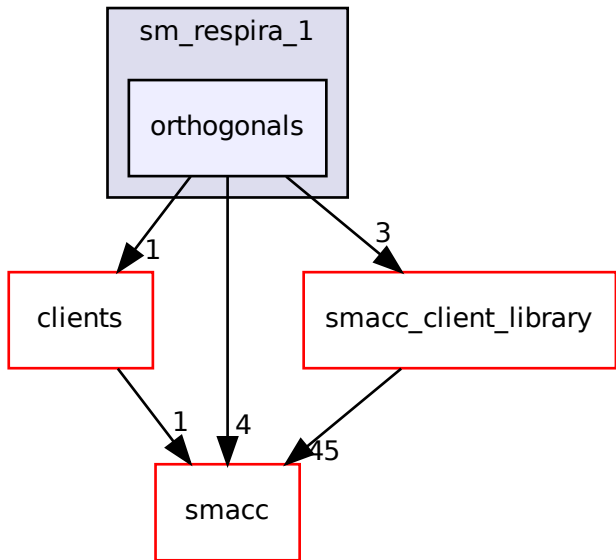 sm_respira_1
orthogonals
1
3
clients
smacc_client_library
1
4
45
smacc